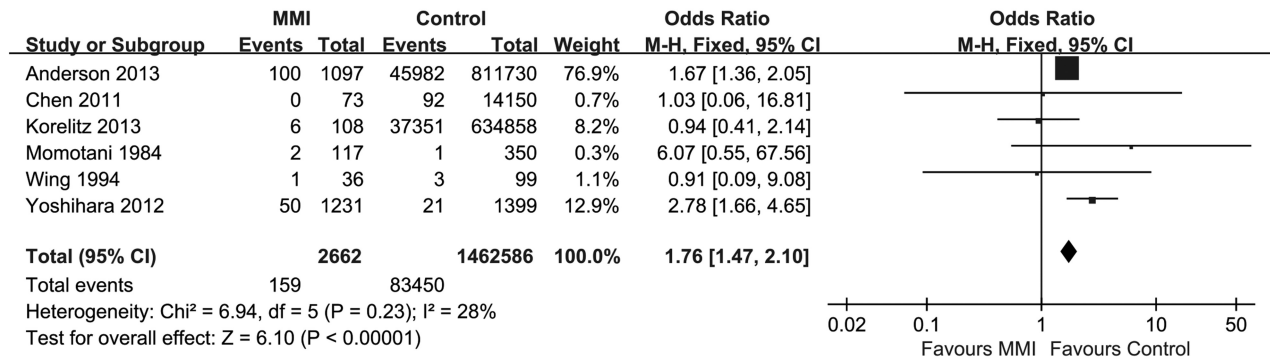 MMI Control Odds Ratio Odds Ratio
Study or Subgroup Events Total Events Total Weight M-H, Fixed, 95% CI M-H, Fixed, 95% CI
Anderson 2013 100 1097 45982 811730 76.9% 1.67 [1.36, 2.05]
Chen 2011 0 73 92 14150 0.7% 1.03 [0.06, 16.81]
Korelitz 2013 6 108 37351 634858 8.2% 0.94 [0.41, 2.14]
Momotani 1984 2 117 1 350 0.3% 6.07 [0.55, 67.56]
Wing 1994 1 36 3 99 1.1% 0.91 [0.09, 9.08]
Yoshihara 2012 50 1231 21 1399 12.9% 2.78 [1.66, 4.65]
Total (95% CI) 2662 1462586 100.0% 1.76 [1.47, 2.10]
Total events 159 83450
Heterogeneity: Chi² = 6.94, df = 5 (P = 0.23); I² = 28%
Test for overall effect: Z = 6.10 (P < 0.00001)
0.02 0.1 1 10 50
Favours MMI Favours Control